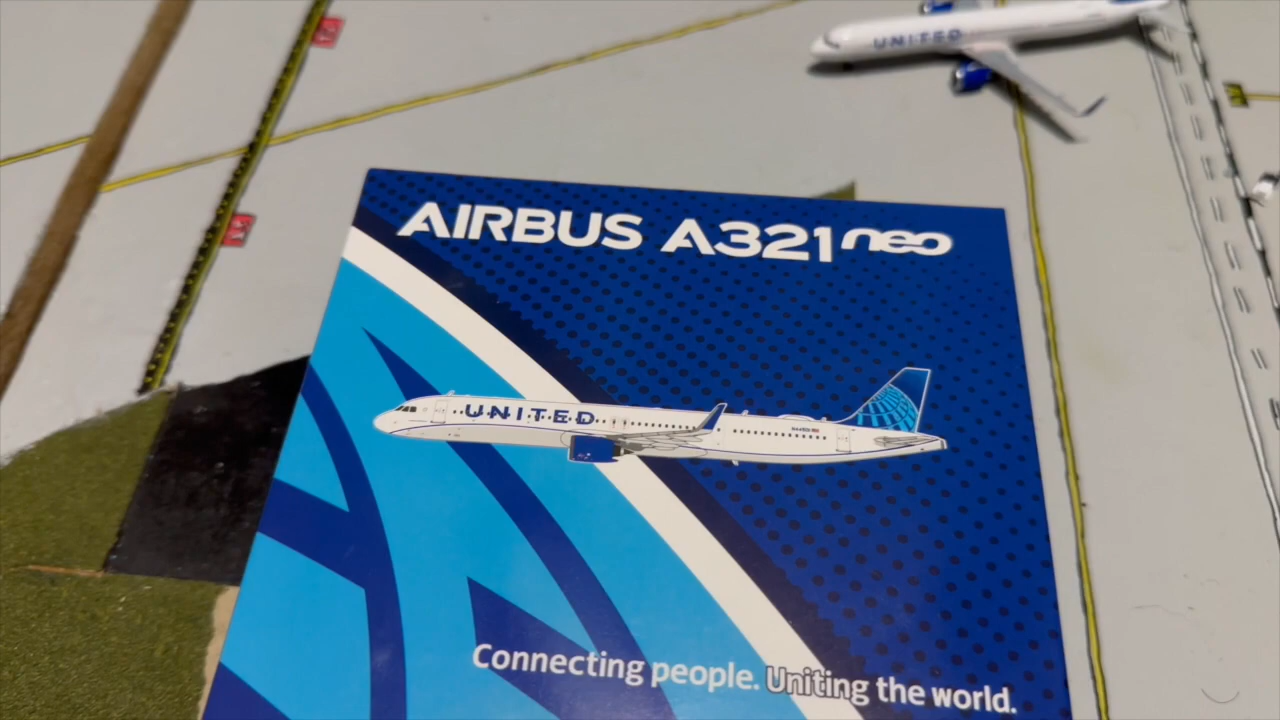 UNITED
AIRBUS A321neo
UNITED
Connecting people. Uniting the world.